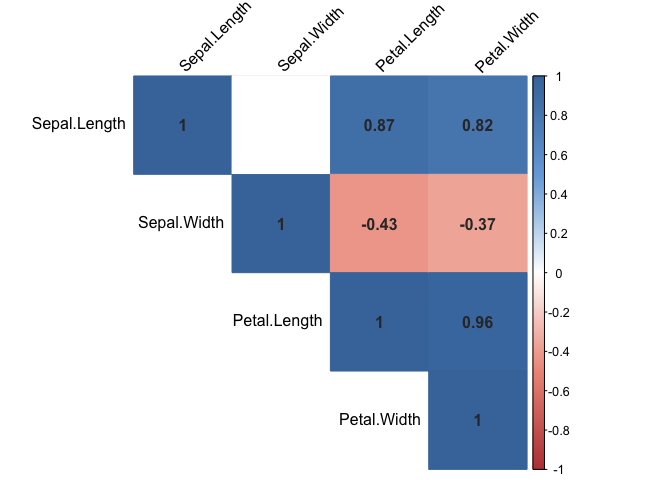 Sepal.Length
Sepal.Width
Petal.Length
Petal.Width
Sepal.Length 1 0.87 0.82
Sepal.Width 1 -0.43 -0.37
Petal.Length 1 0.96
Petal.Width 1
1
0.8
0.6
0.4
0.2
0
-0.2
-0.4
-0.6
-0.8
-1